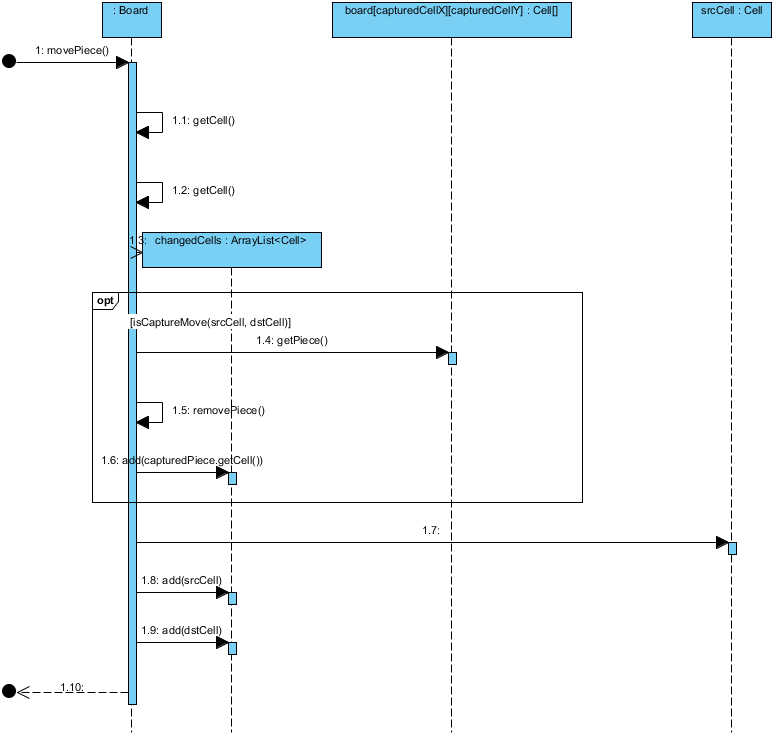 : Board
board[capturedCellX][capturedCellY] : Cell[]
srcCell : Cell
1: movePiece()
1.1: getCell()
1.2: getCell()
1.3:
changedCells : ArrayList<Cell>
opt
[isCaptureMove(srcCell, dstCell)]
1.4: getPiece()
1.5: removePiece()
1.6: add(capturedPiece.getCell())
1.7:
1.8: add(srcCell)
1.9: add(dstCell)
1.10: